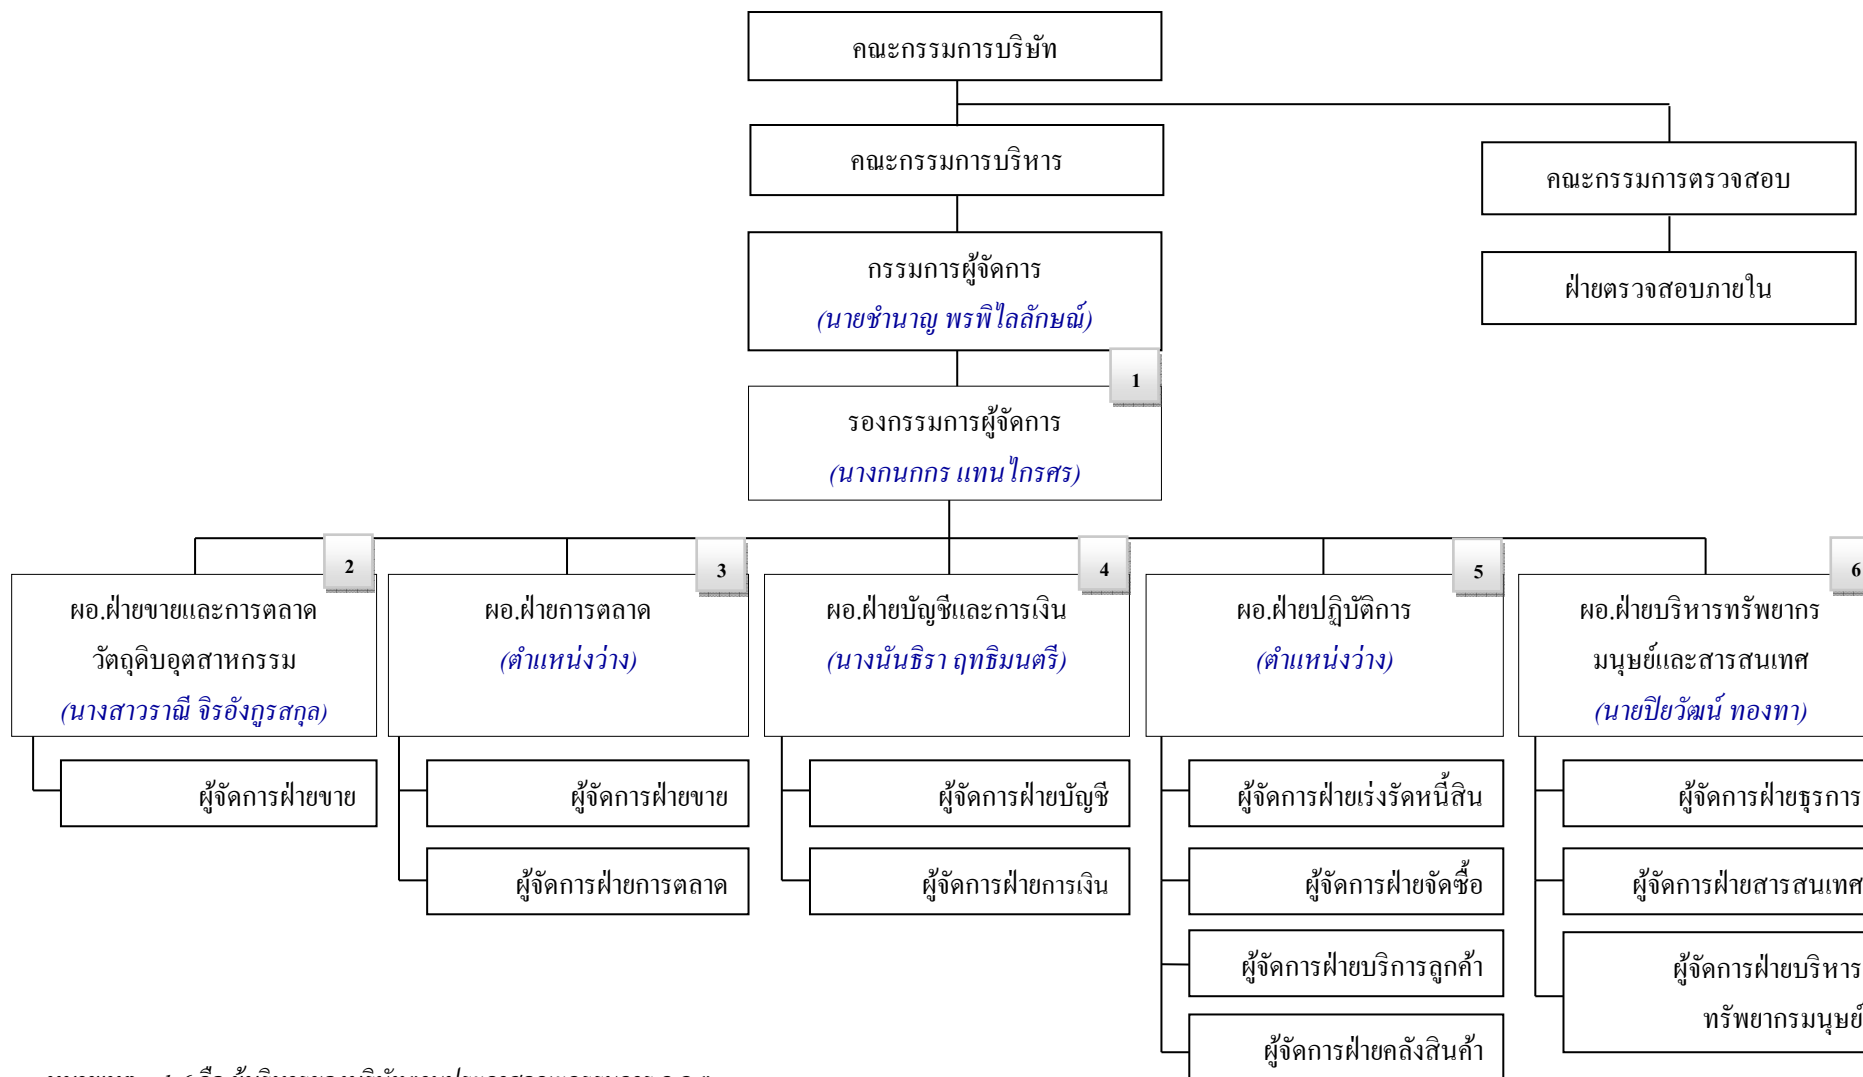 คณะกรรมการบริษัท
คณะกรรมการบริหาร
คณะกรรมการตรวจสอบ
กรรมการผู้จัดการ
(นายชำนาญ พรพิไลลักษณ์)
ฝ่ายตรวจสอบภายใน
1
รองกรรมการผู้จัดการ
(นางกนกกร แทนไกรศร)
2
ผอ.ฝ่ายขายและการตลาด
วัตถุดิบอุตสาหกรรม
(นางสาวราณี จิรอังกูรสกุล)
3
ผอ.ฝ่ายการตลาด
(ตำแหน่งว่าง)
4
ผอ.ฝ่ายบัญชีและการเงิน
(นางนันธิรา ฤทธิมนตรี)
5
ผอ.ฝ่ายปฏิบัติการ
(ตำแหน่งว่าง)
6
ผอ.ฝ่ายบริหารทรัพยากร
มนุษย์และสารสนเทศ
(นายปิยวัฒน์ ทองทา)
ผู้จัดการฝ่ายขาย
ผู้จัดการฝ่ายขาย
ผู้จัดการฝ่ายการตลาด
ผู้จัดการฝ่ายบัญชี
ผู้จัดการฝ่ายการเงิน
ผู้จัดการฝ่ายเร่งรัดหนี้สิน
ผู้จัดการฝ่ายจัดซื้อ
ผู้จัดการฝ่ายบริการลูกค้า
ผู้จัดการฝ่ายคลังสินค้า
ผู้จัดการฝ่ายธุรการ
ผู้จัดการฝ่ายสารสนเทศ
ผู้จัดการฝ่ายบริหาร
ทรัพยากรมนุษย์